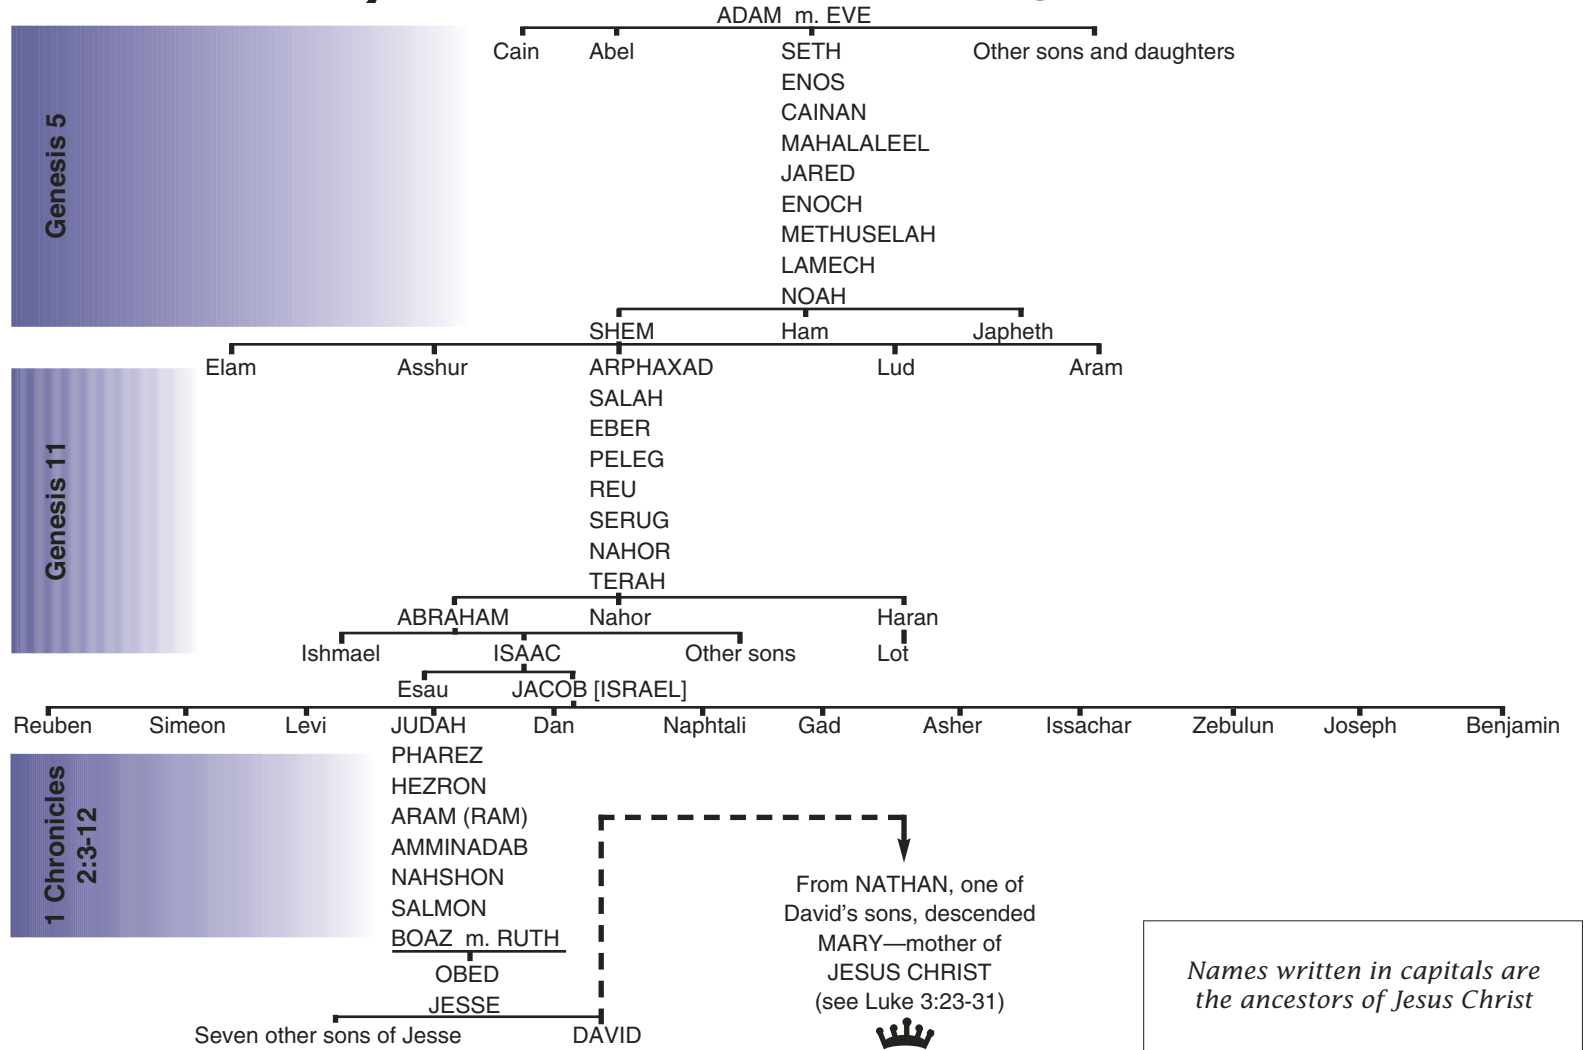 ADAM m. EVE
Cain Abel SETH Other sons and daughters
ENOS
CAINAN
MAHALALEEL
JARED
ENOCH
METHUSELAH
LAMECH
NOAH
Genesis 5
SHEM Ham Japheth
Elam Asshur ARPHAXAD Lud Aram
SALAH
EBER
PELEG
REU
SERUG
NAHOR
TERAH
Genesis 11
ABRAHAM Nahor Haran
Ishmael ISAAC Other sons Lot
Esau JACOB [ISRAEL]
Reuben Simeon Levi JUDAH Dan Naphtali Gad Asher Issachar Zebulun Joseph Benjamin
PHAREZ
HEZRON
ARAM (RAM)
AMMINADAB
NAHSHON
SALMON
BOAZ m. RUTH
1 Chronicles
2:3-12
OBED
JESSE
Seven other sons of Jesse DAVID
From NATHAN, one of
David's sons, descended
MARY—mother of
JESUS CHRIST
(see Luke 3:23-31)
Names written in capitals are
the ancestors of Jesus Christ